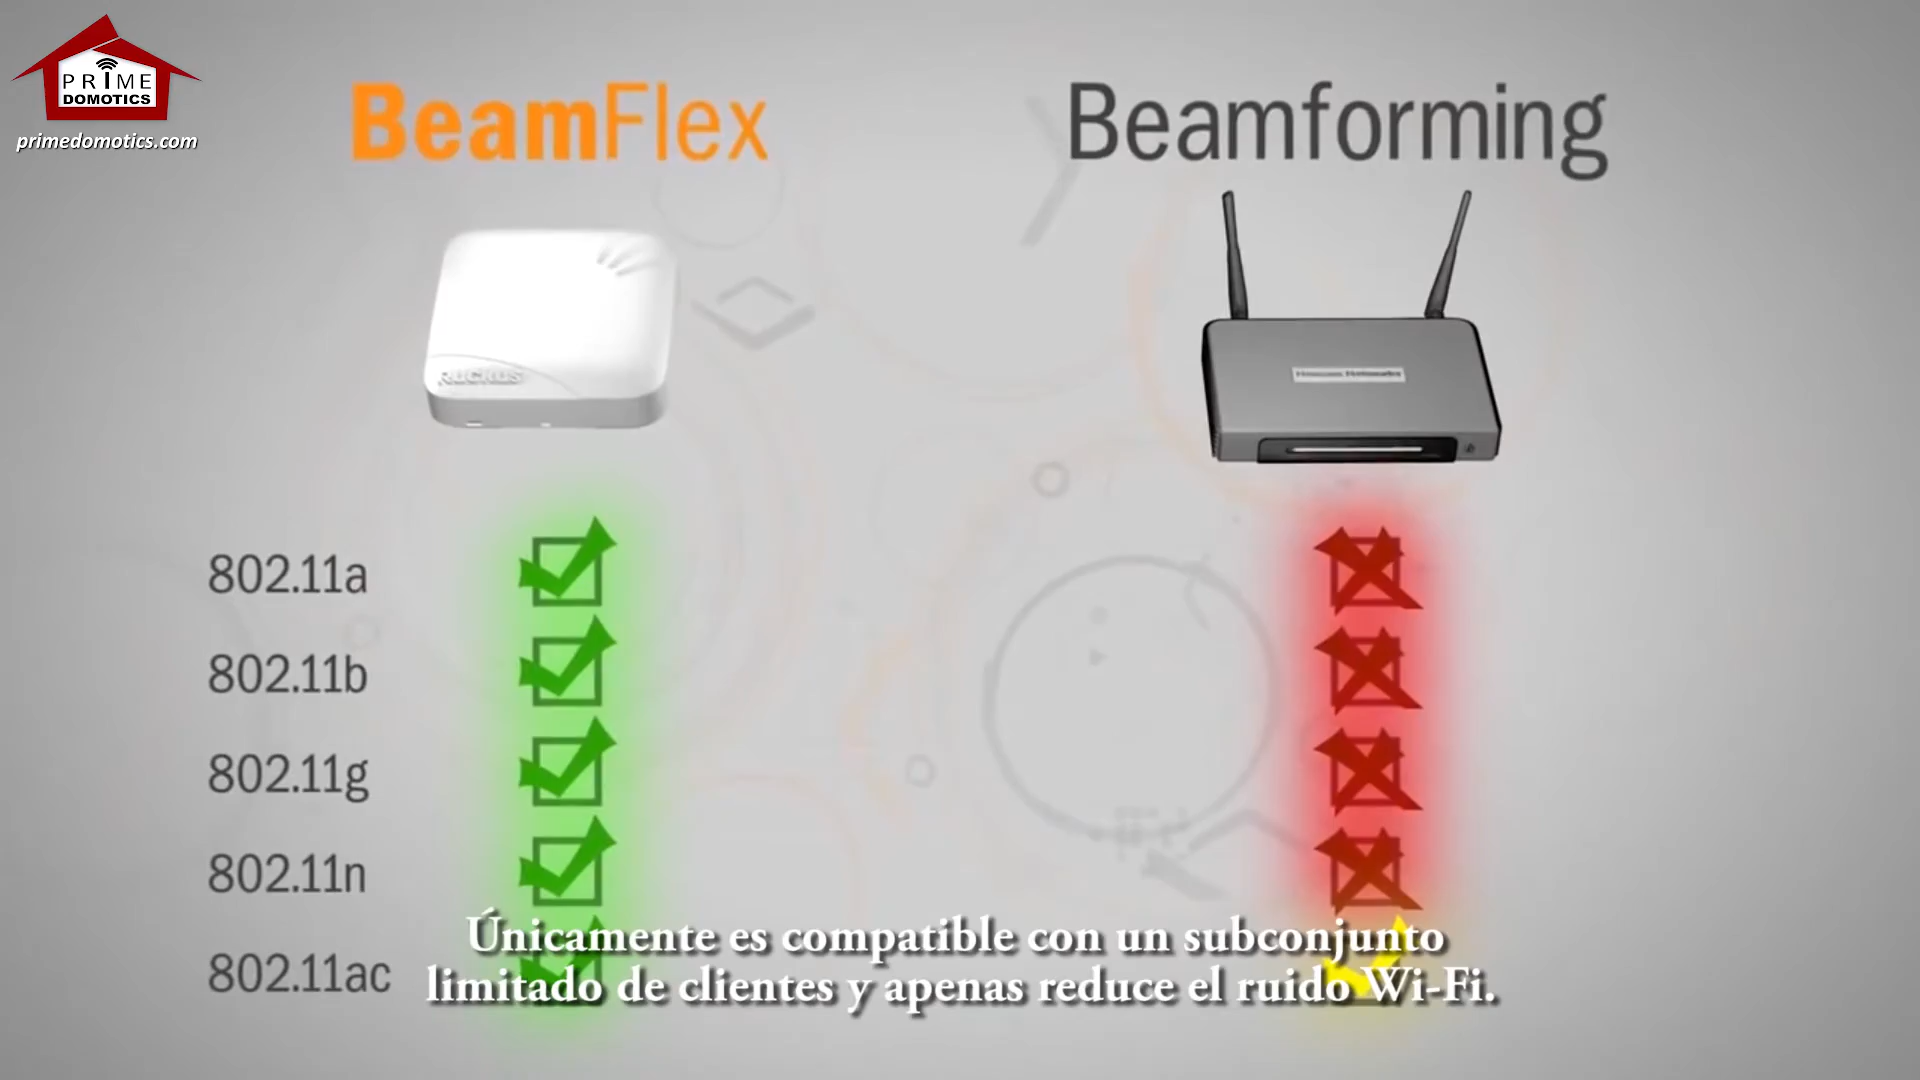 PRIME
DOMOTICS
primedomotics.com
BeamFlex
Beamforming
RUCKUS
802.11a
802.11b
802.11g
802.11n
802.11ac
Únicamente es compatible con un subconjunto
limitado de clientes y apenas reduce el ruido Wi-Fi.